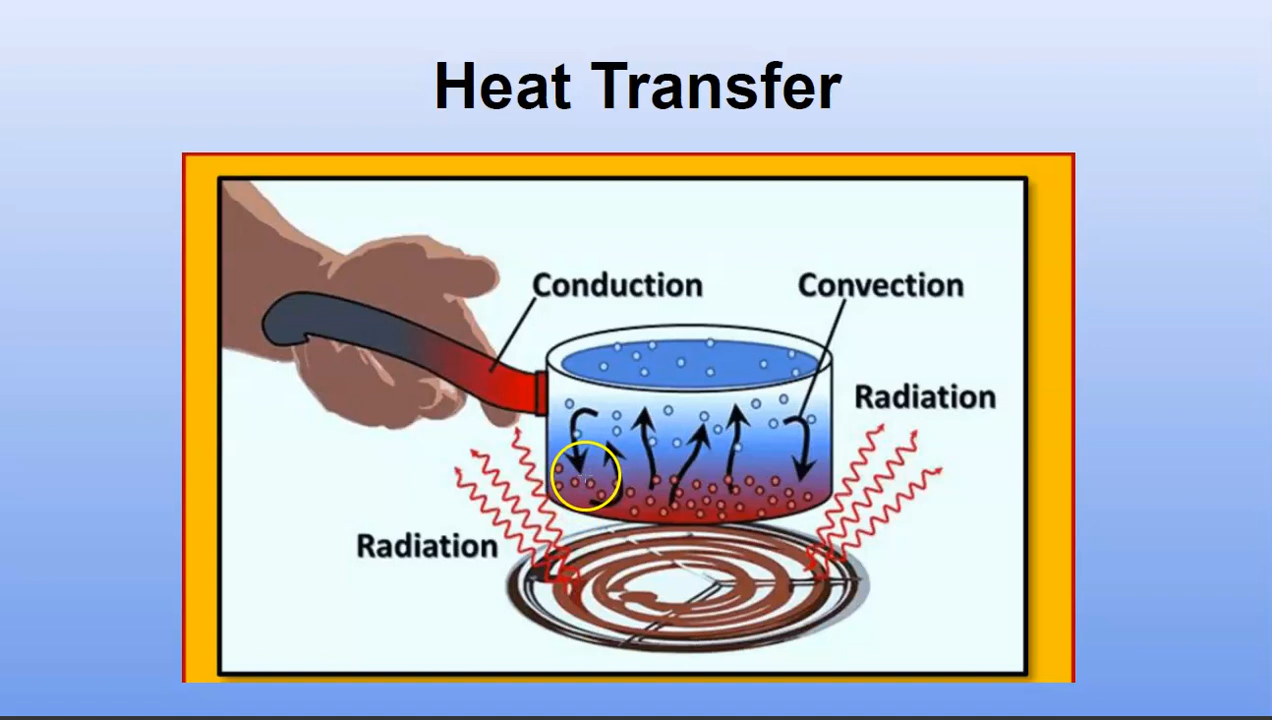 Heat Transfer
Conduction
Convection
Radiation
Radiation